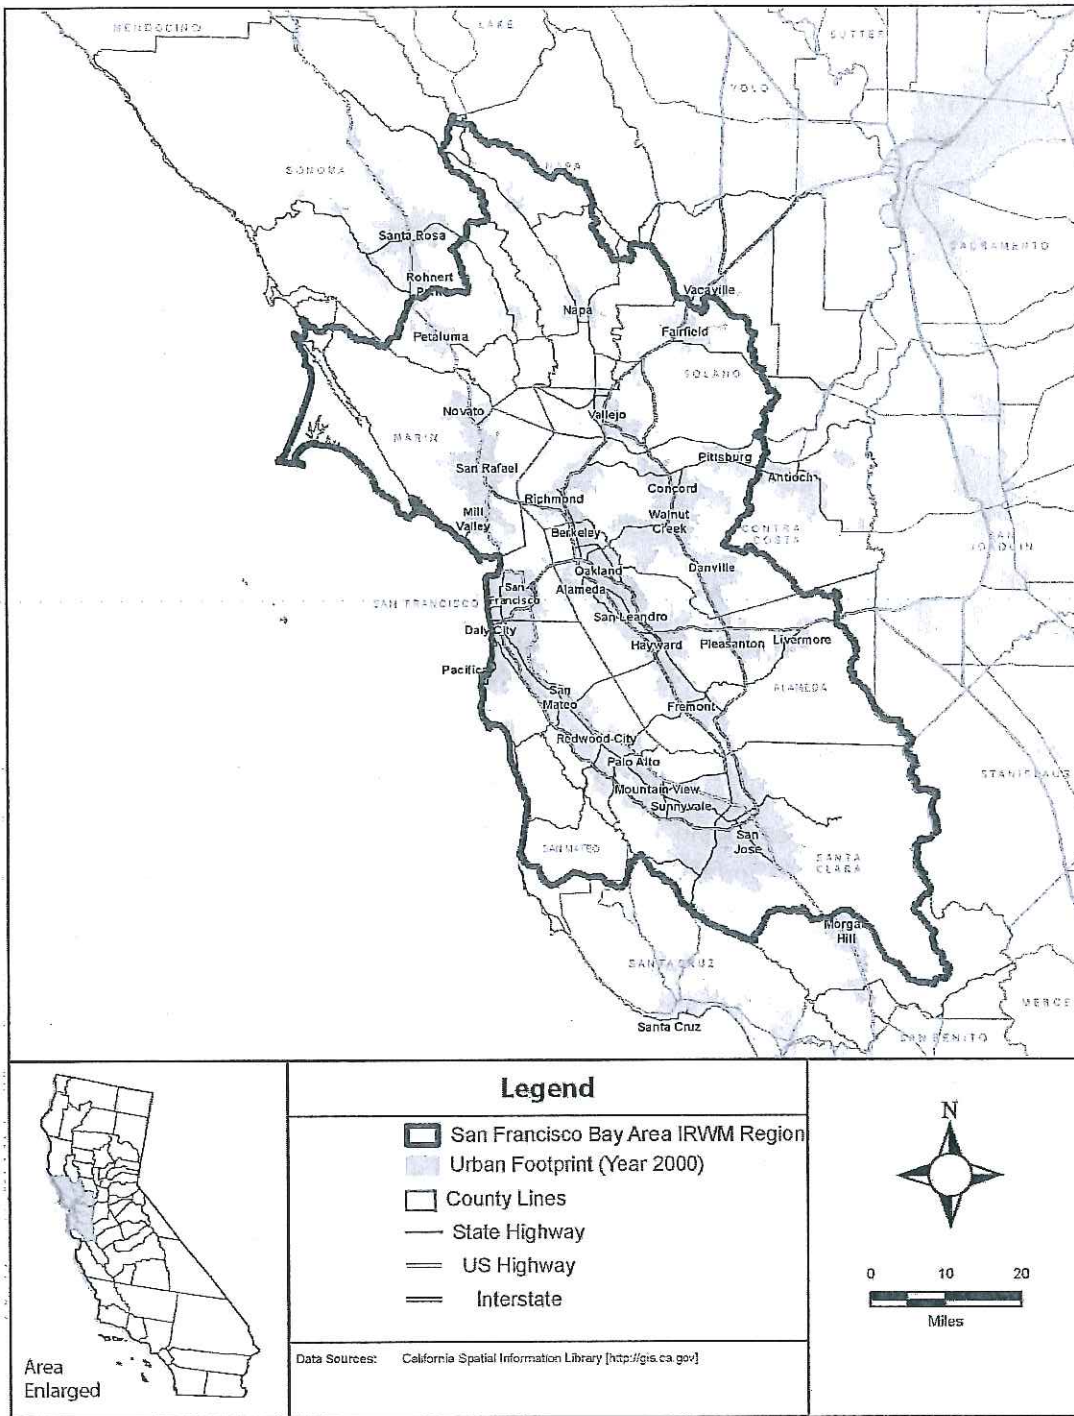 MENDOCINO
LAKE
SUTTER
YOLO
NAPA
SONOMA
Santa Rosa
SACRAMENTO
Rohnert
Park
Vacaville
Napa
Fairfield
Petaluma
SOLANO
Novato
Vallejo
MARIN
Pittsburg
San Rafael
Antioch
Concord
Richmond
Mill
Valley
Walnut
Creek
CONTRA
COSTA
Berkeley
SAN
JOAQUIN
Oakland
Danville
Alameda
San
Francisco
SAN FRANCISCO
San Leandro
Daly City
Hayward
Pleasanton
Livermore
Pacifica
ALAMEDA
San
Mateo
Fremont
Redwood City
Palo Alto
STANISLAUS
Mountain View
Sunnyvale
San
Jose
SAN MATEO
SANTA
CLARA
Morgan
Hill
SANTA CRUZ
MERCE
Santa Cruz
SAN BENITO
Legend
San Francisco Bay Area IRWM Region
Urban Footprint (Year 2000)
County Lines
State Highway
US Highway
Interstate
Data Sources: California Spatial Information Library [http://gis.ca.gov]
Area
Enlarged
N
0 10 20
Miles